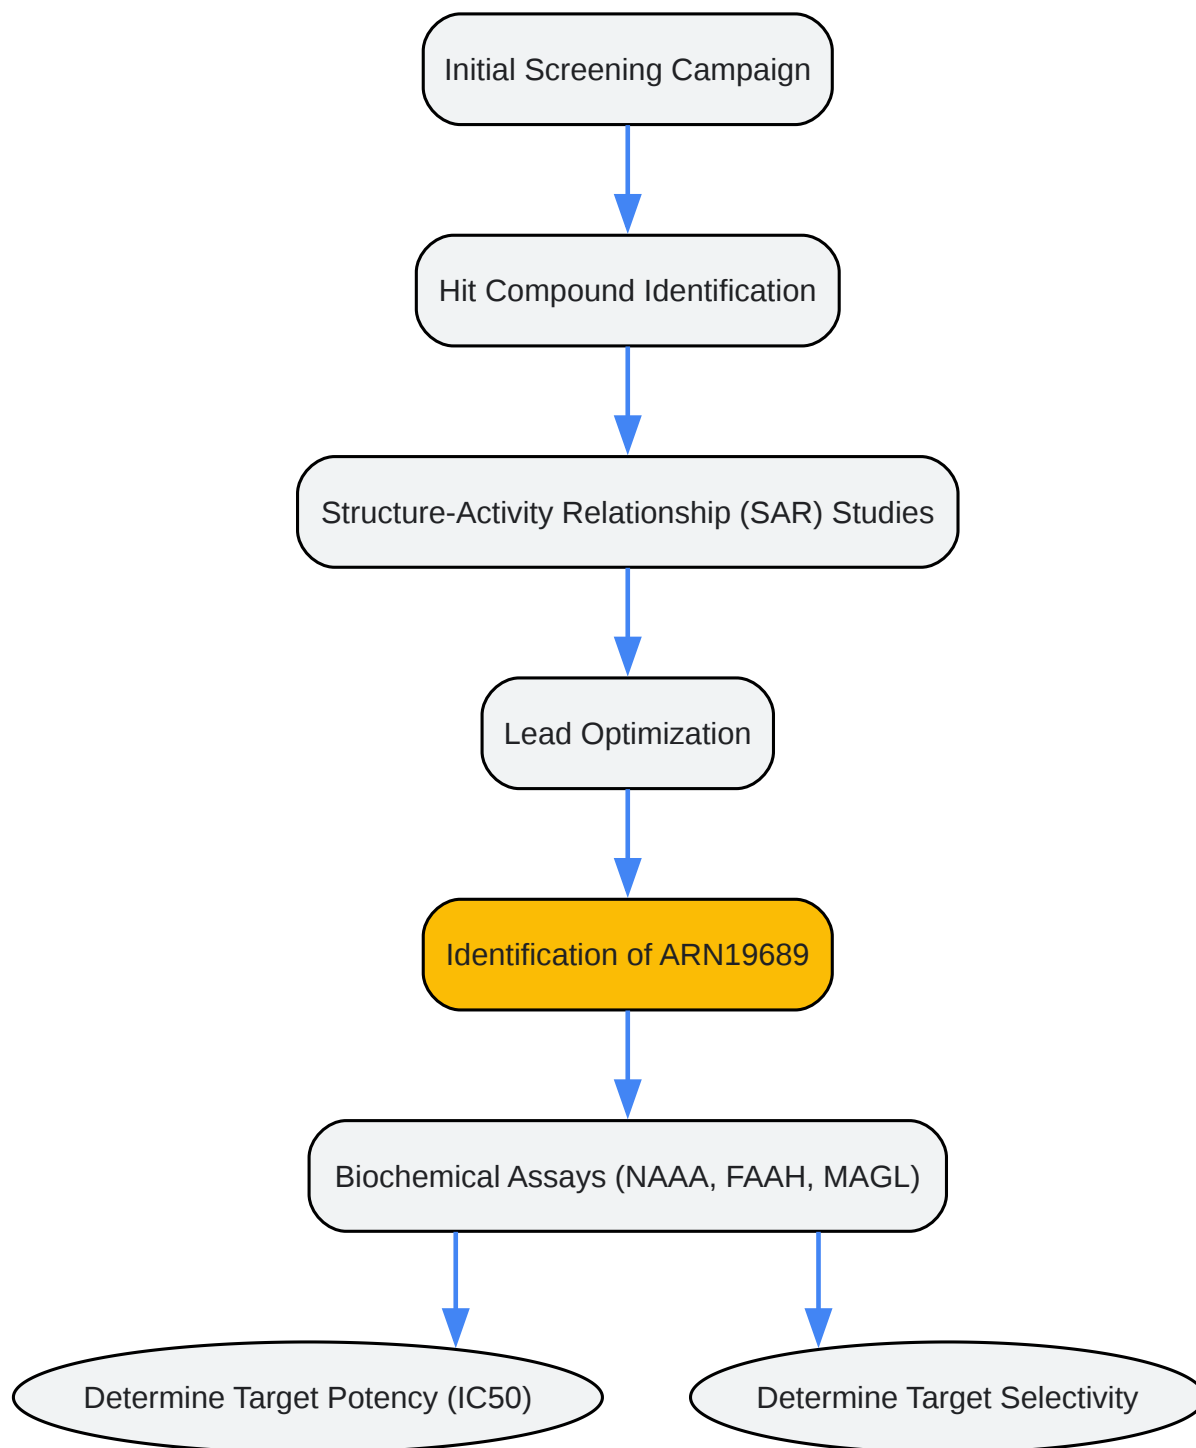 Initial Screening Campaign
Hit Compound Identification
Structure-Activity Relationship (SAR) Studies
Lead Optimization
Identification of ARN19689
Biochemical Assays (NAAA, FAAH, MAGL)
Determine Target Potency (IC50)
Determine Target Selectivity